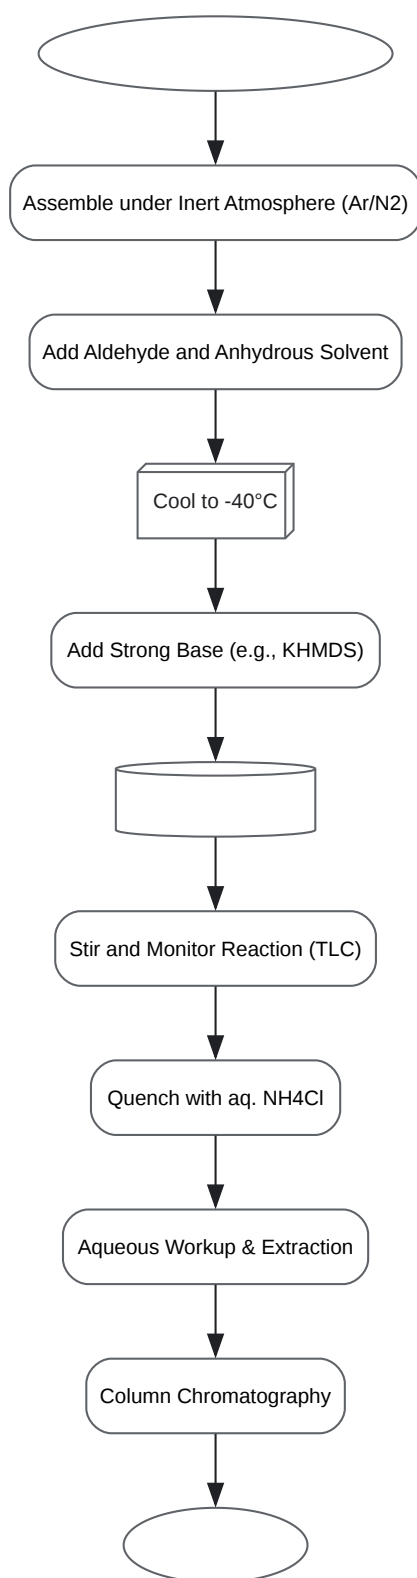 Assemble under Inert Atmosphere (Ar/N2)
Add Aldehyde and Anhydrous Solvent
Cool to -40°C
Add Strong Base (e.g., KHMDS)
Stir and Monitor Reaction (TLC)
Quench with aq. NH4Cl
Aqueous Workup & Extraction
Column Chromatography